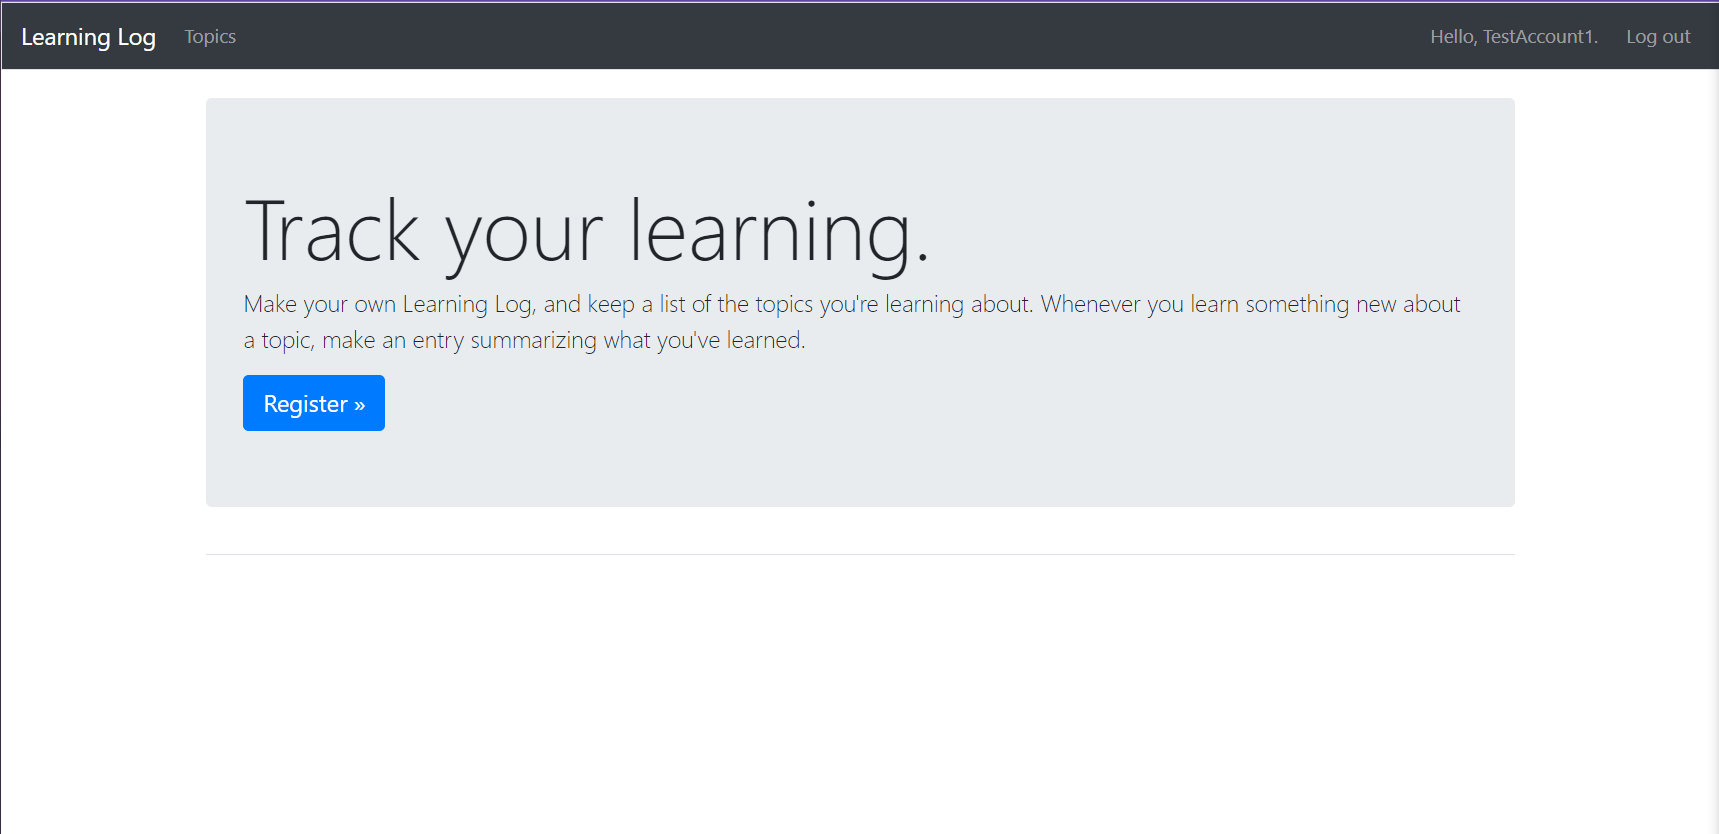 Learning Log Topics Hello, TestAccount1. Log out
Track your learning.
Make your own Learning Log, and keep a list of the topics you're learning about. Whenever you learn something new about
a topic, make an entry summarizing what you've learned.
Register »